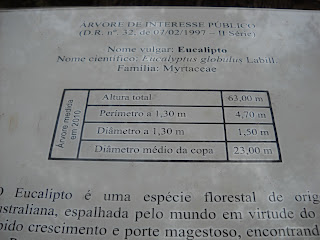 ÁRVORE DE INTERESSE PÚBLICO
(D.R. nº. 32, de 07/02/1997 – II Série)
Nome vulgar: Eucalipto
Nome científico: Eucalyptus globulus Labill.
Família: Myrtaceae
Árvore medida
em 2010
Altura total 63,00 m
Perímetro a 1,30 m 4,70 m
Diâmetro a 1,30 m 1,50 m
Diâmetro médio da copa 23,00 m
O Eucalipto é uma espécie florestal de orig
ustraliana, espalhada pelo mundo em virtude do
pido crescimento e porte magestoso, encontrand